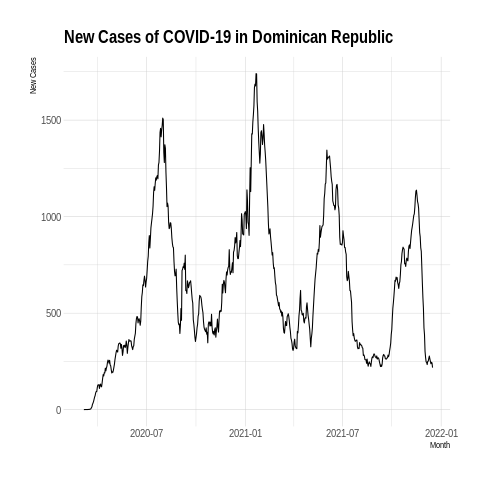 New Cases of COVID-19 in Dominican Republic
New Cases
1500
1000
500
0
2020-07 2021-01 2021-07 2022-01
Month